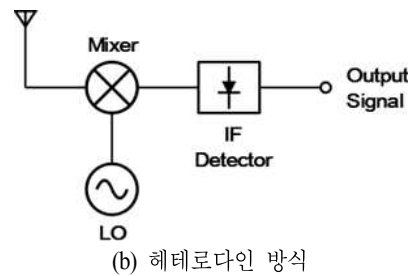 Mixer
Output
Signal
IF
Detector
LO
(b) 헤테로다인 방식